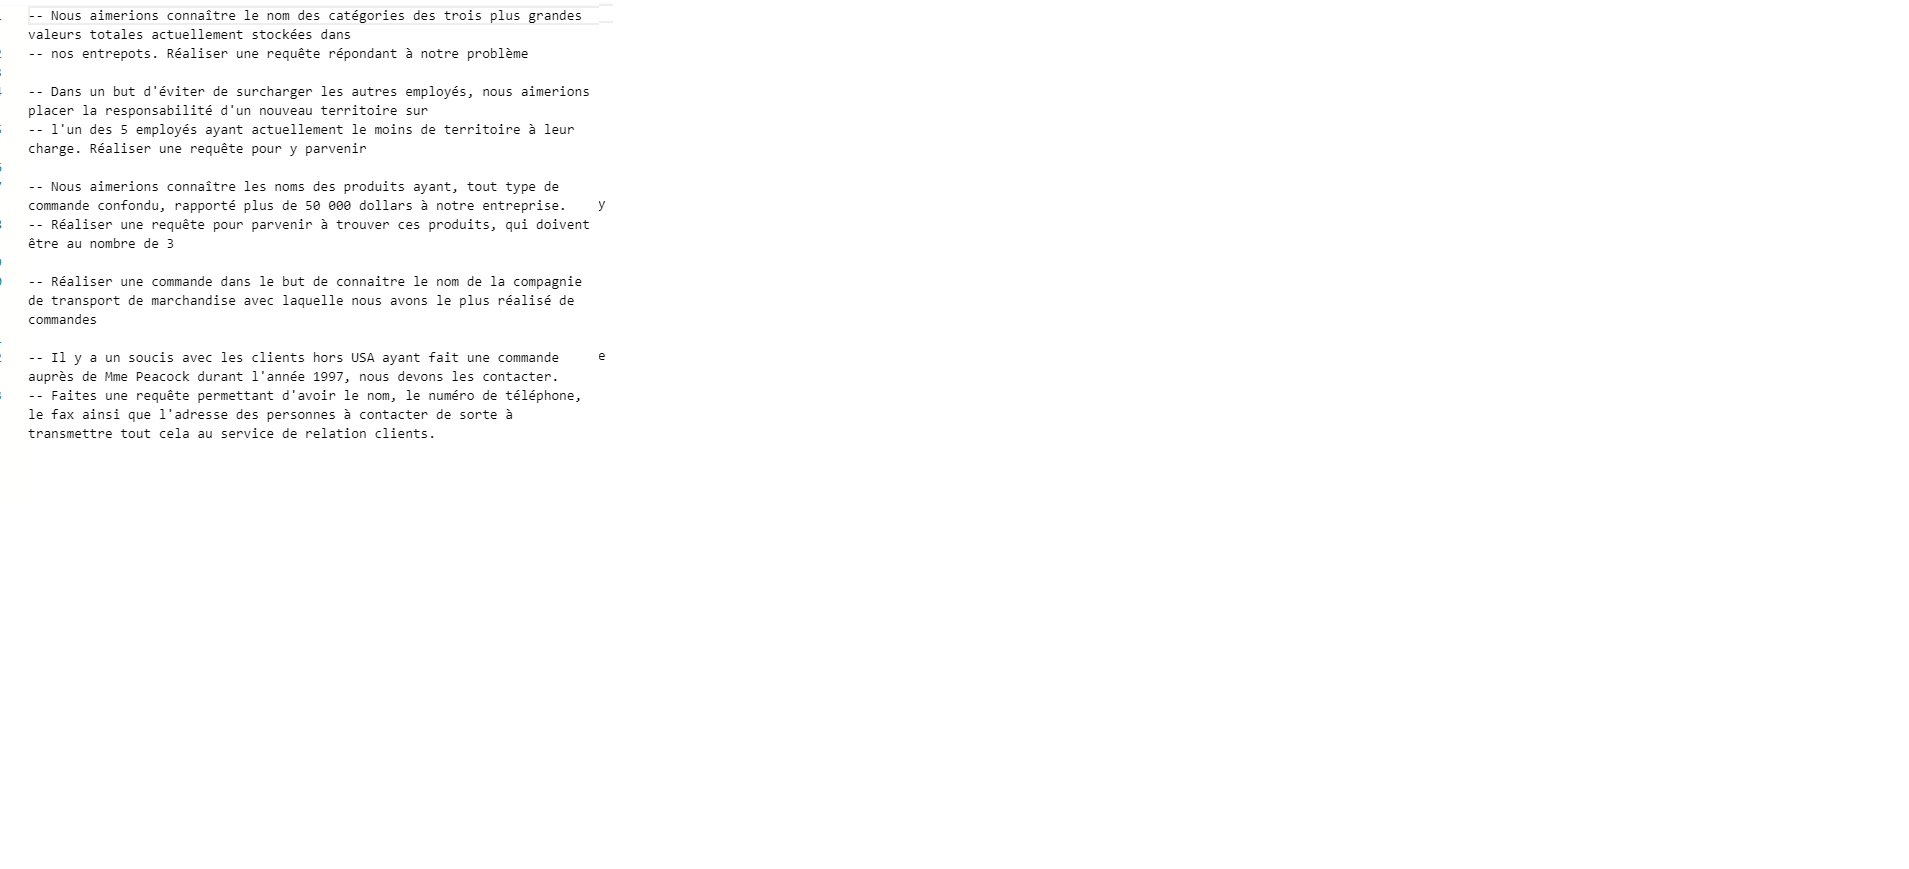 -- Nous aimerions connaître le nom des catégories des trois plus grandes
valeurs totales actuellement stockées dans
-- nos entrepots. Réaliser une requête répondant à notre problème
-- Dans un but d'éviter de surcharger les autres employés, nous aimerions
placer la responsabilité d'un nouveau territoire sur
-- l'un des 5 employés ayant actuellement le moins de territoire à leur
charge. Réaliser une requête pour y parvenir
-- Nous aimerions connaître les noms des produits ayant, tout type de
commande confondu, rapporté plus de 50 000 dollars à notre entreprise. y
-- Réaliser une requête pour parvenir à trouver ces produits, qui doivent
être au nombre de 3
-- Réaliser une commande dans le but de connaitre le nom de la compagnie
de transport de marchandise avec laquelle nous avons le plus réalisé de
commandes
-- Il y a un soucis avec les clients hors USA ayant fait une commande e
auprès de Mme Peacock durant l'année 1997, nous devons les contacter.
-- Faites une requête permettant d'avoir le nom, le numéro de téléphone,
le fax ainsi que l'adresse des personnes à contacter de sorte à
transmettre tout cela au service de relation clients.